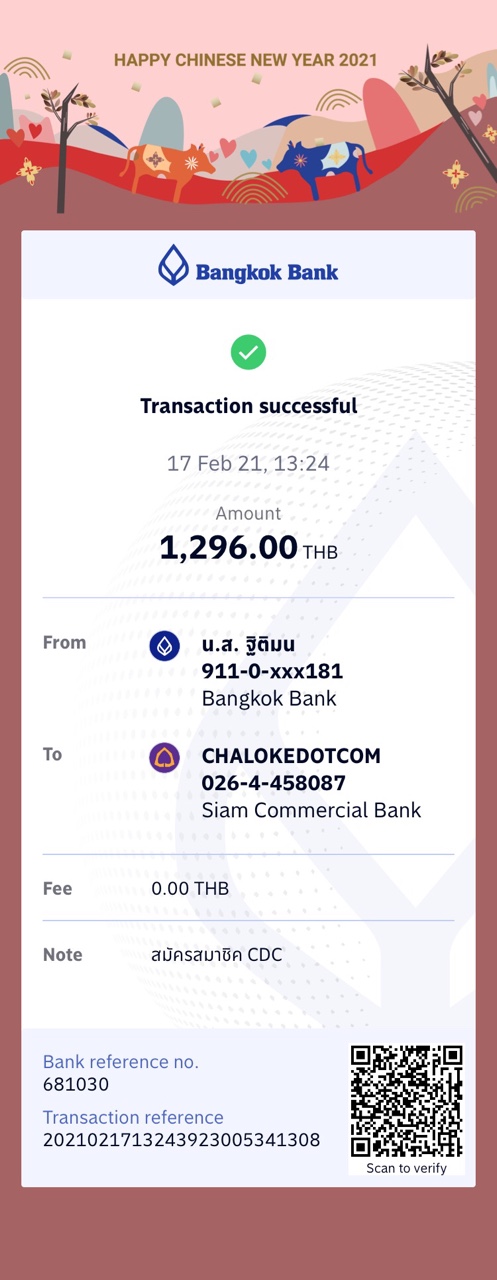 HAPPY CHINESE NEW YEAR 2021
Bangkok Bank
Transaction successful
17 Feb 21, 13:24
Amount
1,296.00 THB
From
น.ส. ฐิติมน
911-0-xxx181
Bangkok Bank
To
CHALOKEDOTCOM
026-4-458087
Siam Commercial Bank
Fee 0.00 THB
Note สมัครสมาชิค CDC
Bank reference no.
681030
Transaction reference
2021021713243923005341308
Scan to verify